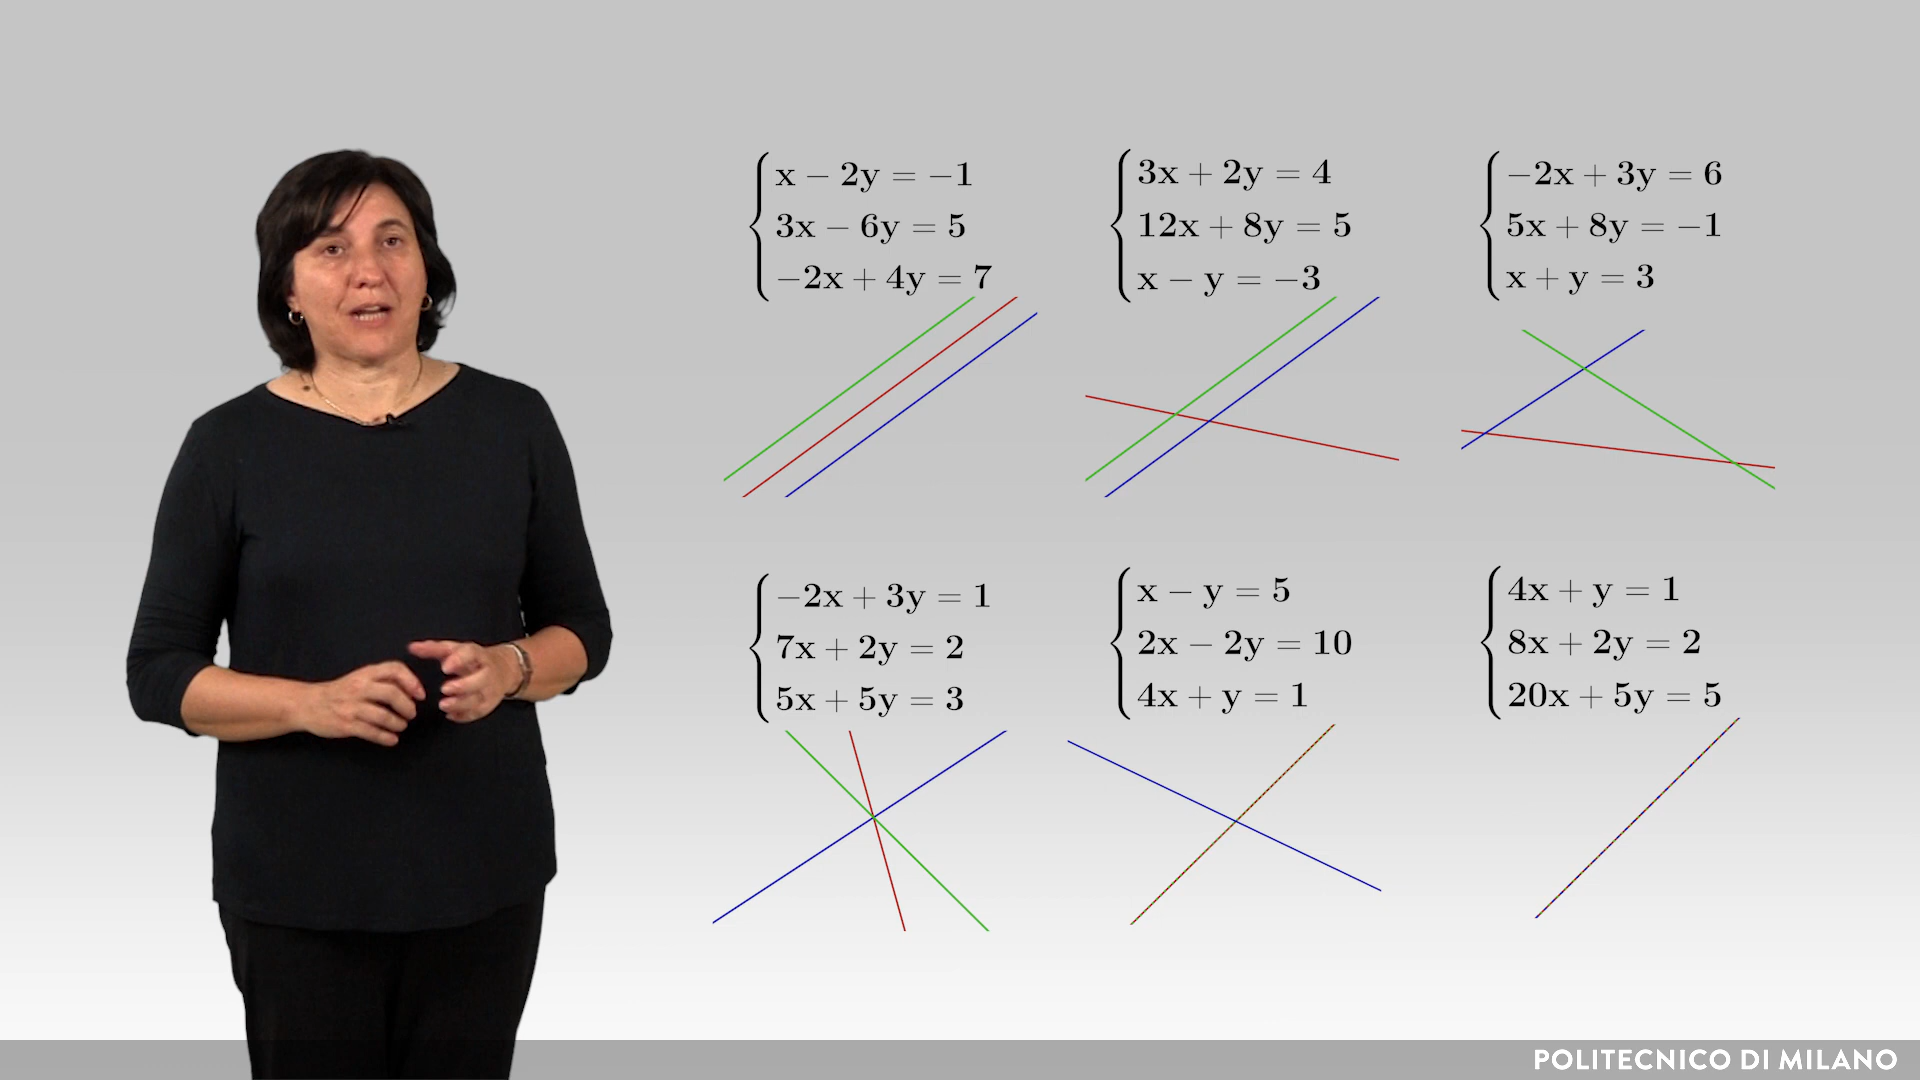 x − 2y = −1
3x − 6y = 5
−2x + 4y = 7
3x + 2y = 4
12x + 8y = 5
x − y = −3
−2x + 3y = 6
5x + 8y = −1
x + y = 3
−2x + 3y = 1
7x + 2y = 2
5x + 5y = 3
x − y = 5
2x − 2y = 10
4x + y = 1
4x + y = 1
8x + 2y = 2
20x + 5y = 5
POLITECNICO DI MILANO